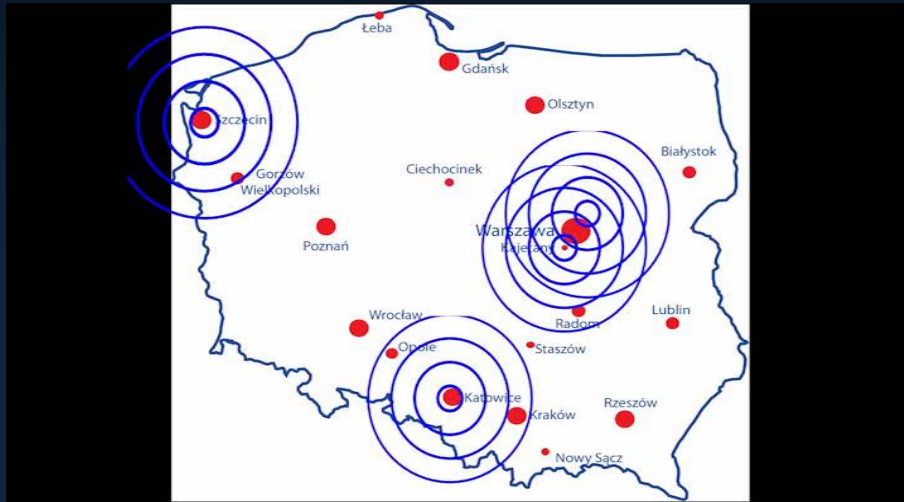 Łeba
Gdańsk
Olsztyn
Szczecin
Białystok
Ciechocinek
Gorzów
Wielkopolski
Warszawa
Poznań
Kajetany
Wrocław
Radom
Lublin
Opole
Staszów
Katowice
Rzeszów
Kraków
Nowy Sącz